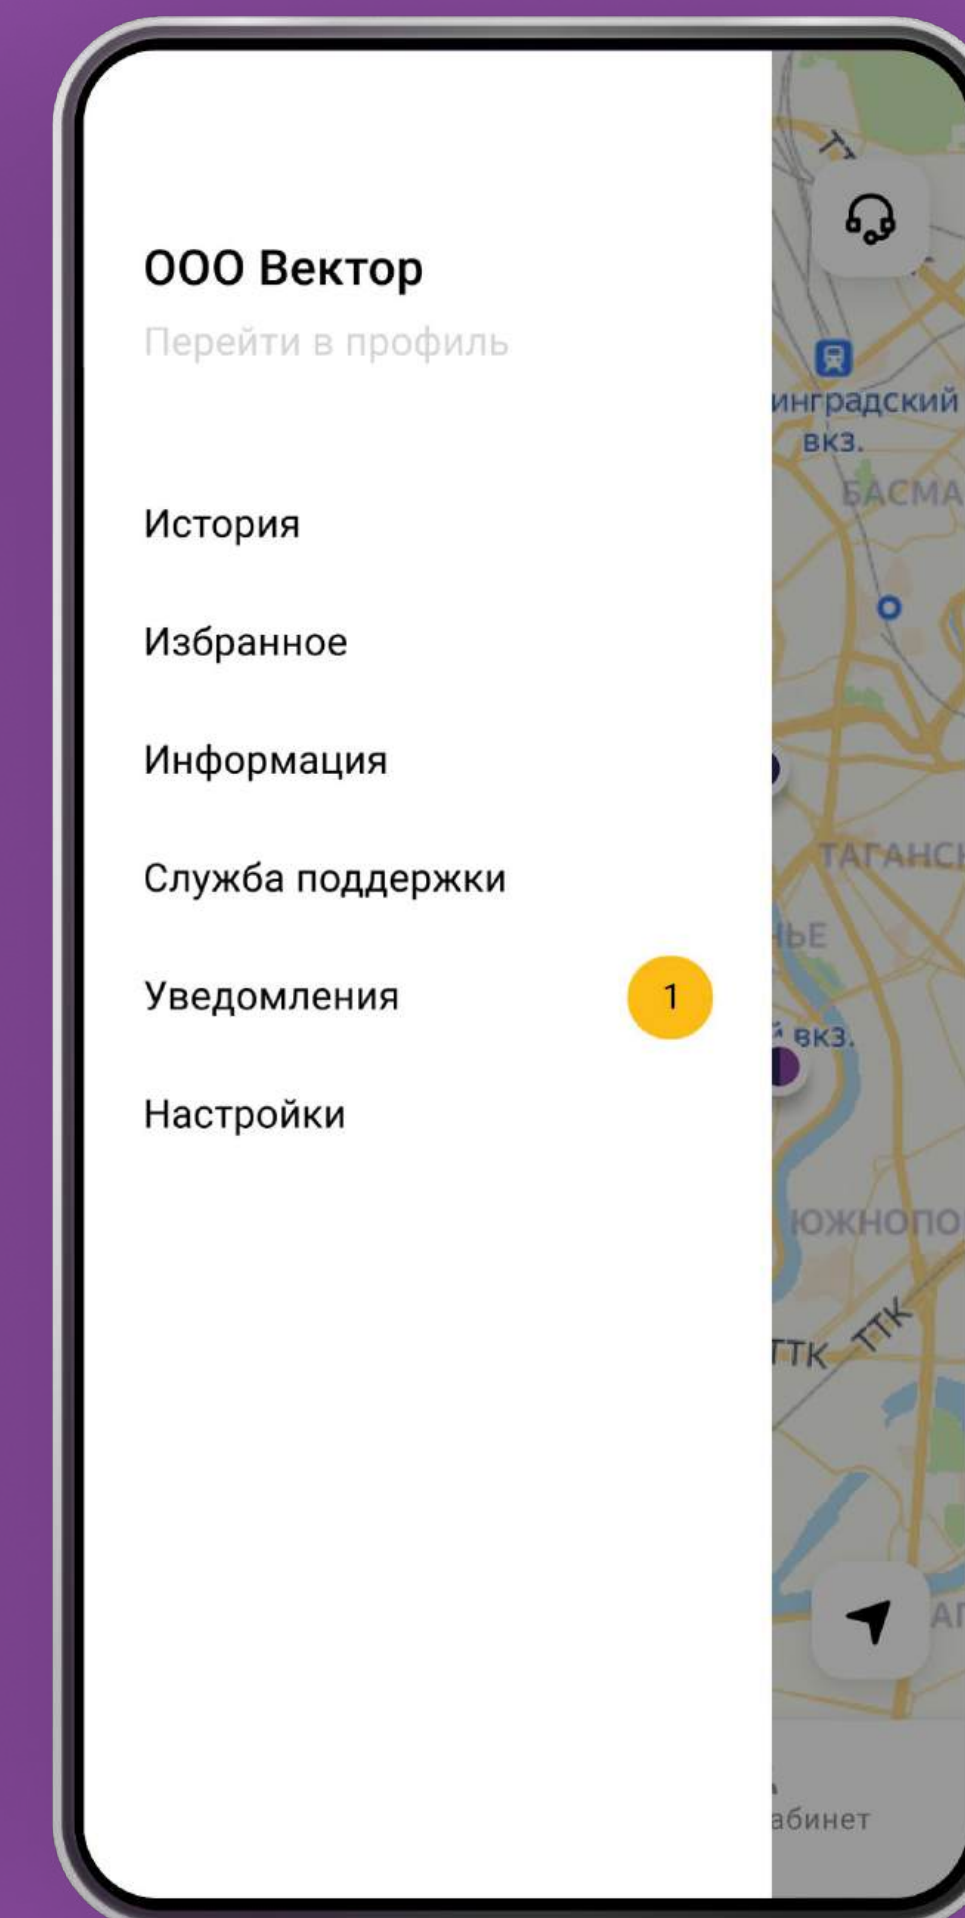 ООО Вектор
Перейти в профиль
История
Избранное
Информация
Служба поддержки
Уведомления 1
Настройки
инградский
вкз.
БАСМА
ТАГАНС
ЬЕ
й вкз.
ЮЖНОПО
ТТК ТТК
абинет